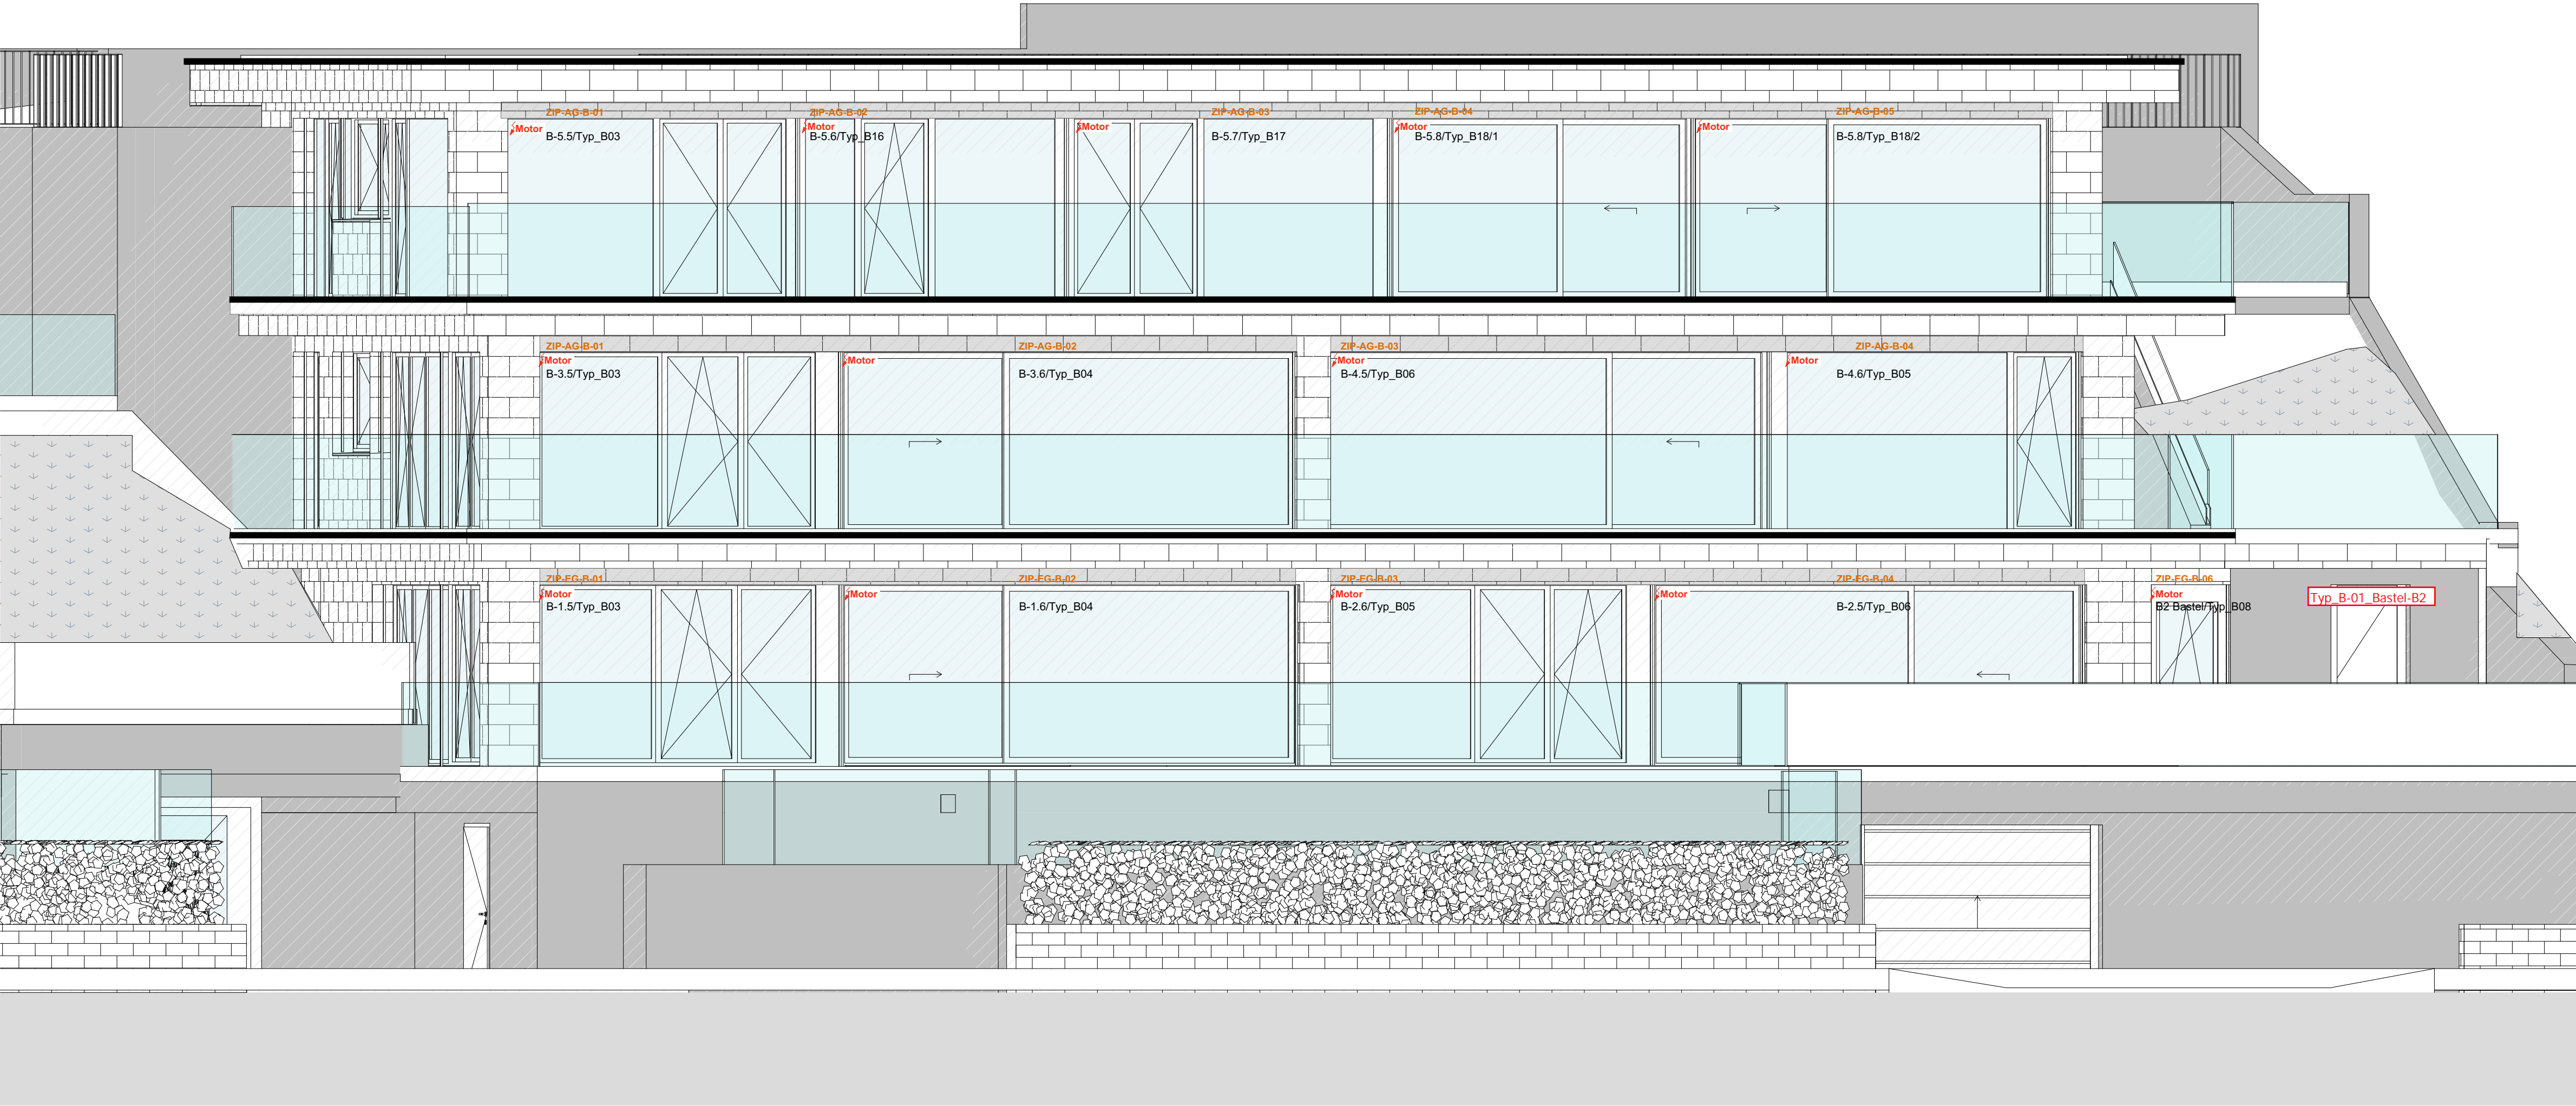 ZIP-AG-B-01 ZIP-AG-B-02 ZIP-AG-B-03 ZIP-AG-B-04 ZIP-AG-B-05
Motor Motor Motor Motor Motor
B-5.5/Typ_B03 B-5.6/Typ_B16 B-5.7/Typ_B17 B-5.8/Typ_B18/1 B-5.8/Typ_B18/2
ZIP-AG-B-01 ZIP-AG-B-02 ZIP-AG-B-03 ZIP-AG-B-04
Motor Motor Motor Motor
B-3.5/Typ_B03 B-3.6/Typ_B04 B-4.5/Typ_B06 B-4.6/Typ_B05
ZIP-EG-B-01 ZIP-EG-B-02 ZIP-EG-B-03 ZIP-EG-B-04 ZIP-EG-B-06
Motor Motor Motor Motor Motor
B-1.5/Typ_B03 B-1.6/Typ_B04 B-2.6/Typ_B05 B-2.5/Typ_B06 B2 Bastel/Typ_B08
Typ_B-01_Bastel-B2